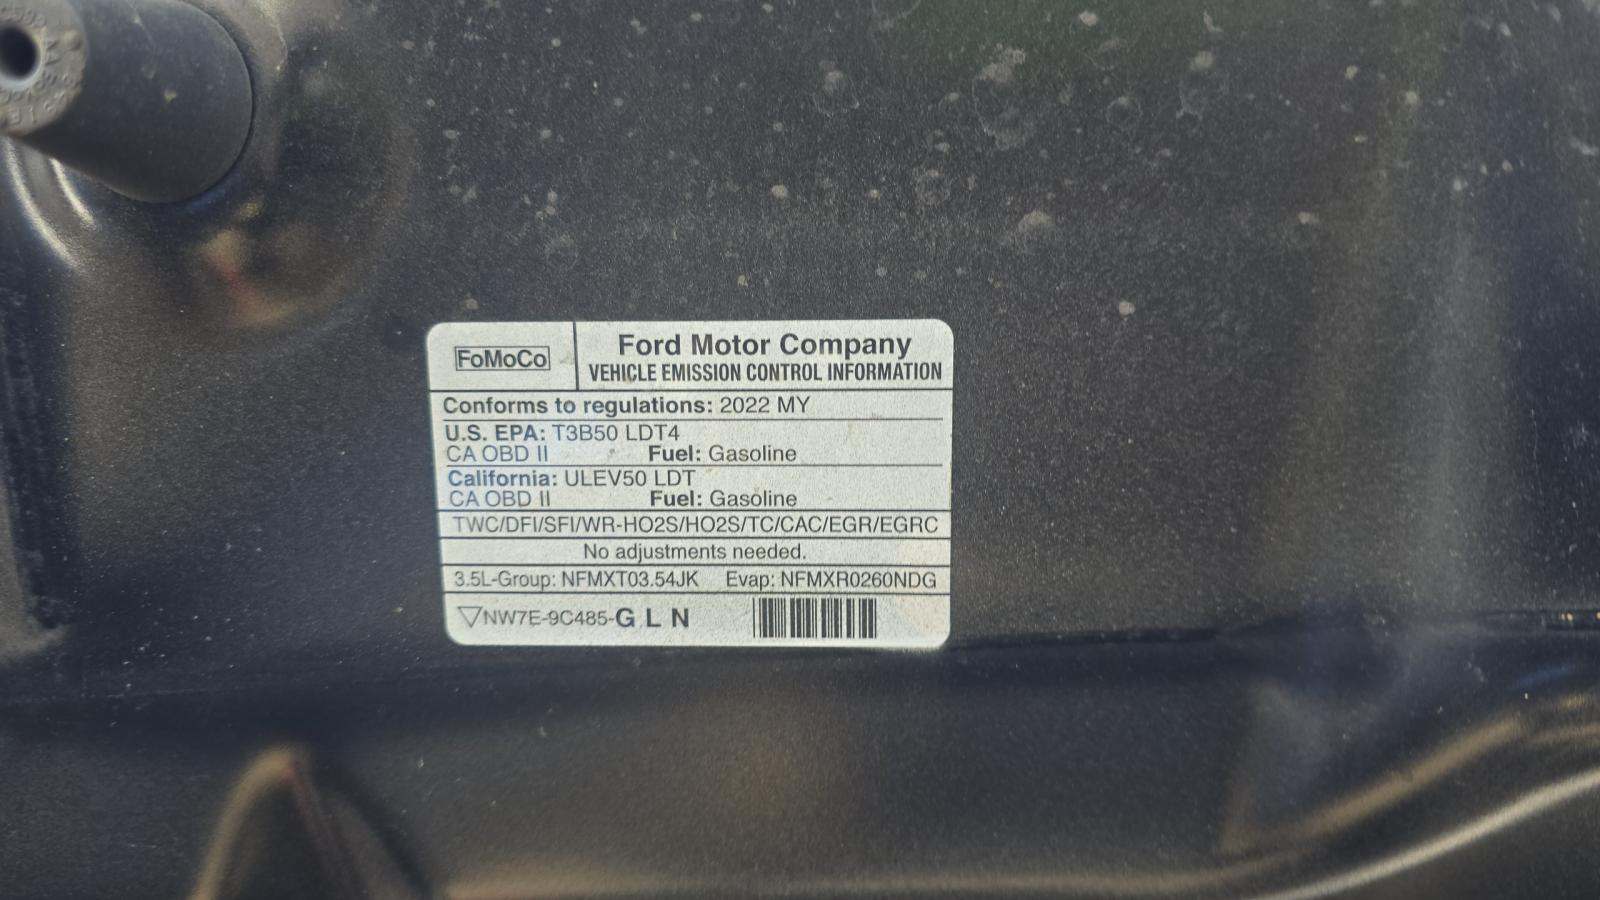 FoMoCo
Ford Motor Company
VEHICLE EMISSION CONTROL INFORMATION
Conforms to regulations: 2022 MY
U.S. EPA: T3B50 LDT4
CA OBD II Fuel: Gasoline
California: ULEV50 LDT
CA OBD II Fuel: Gasoline
TWC/DFI/SFI/WR-HO2S/HO2S/TC/CAC/EGR/EGRC
No adjustments needed.
3.5L-Group: NFMXT03.54JK Evap: NFMXR0260NDG
NW7E-9C485-G L N